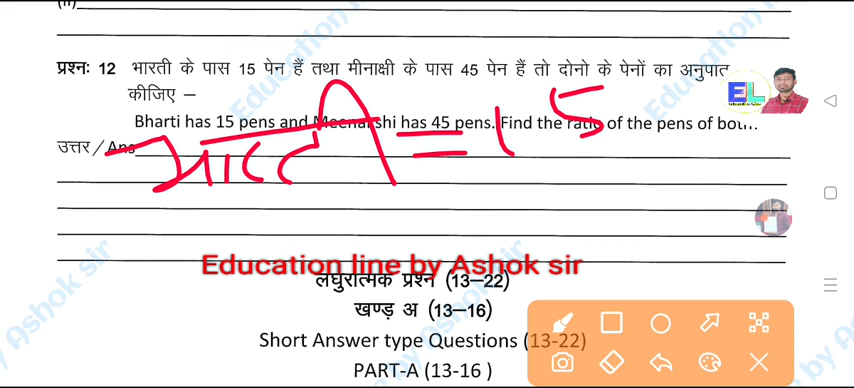 (ii)
प्रश्नः 12 भारती के पास 15 पेन हैं तथा मीनाक्षी के पास 45 पेन हैं तो दोनो के पेनों का अनुपात
कीजिए –
Bharti has 15 pens and Meenakshi has 45 pens. Find the ratio of the pens of both.
भारती = 15
उत्तर / Ans
EL
Education line by Ashok sir
लघुरात्मक प्रश्न (13–22)
खण्ड़ अ (13–16)
Short Answer type Questions (13-22)
PART-A (13-16 )